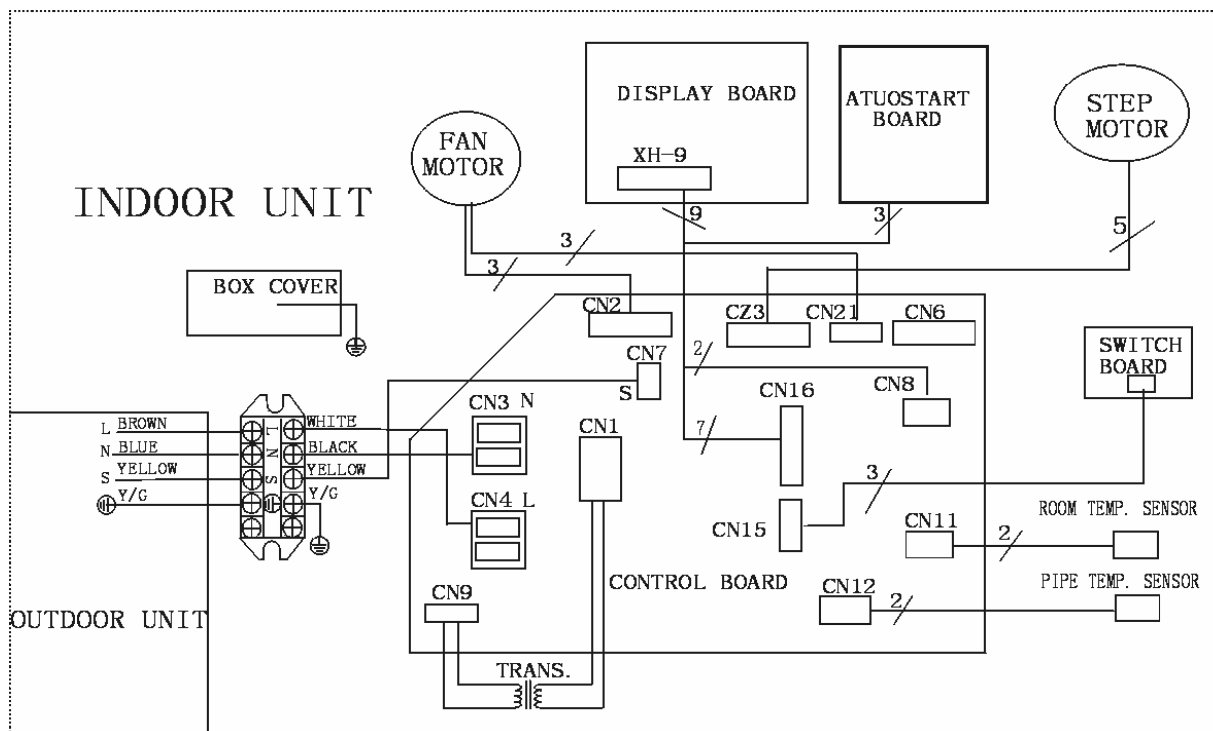 DISPLAY BOARD
XH-9
9
ATUOSTART
BOARD
3
STEP
MOTOR
5
FAN
MOTOR
3
3
INDOOR UNIT
BOX COVER
CN2
CZ3
CN21
CN6
CN7
S
2
CN8
CN16
7
SWITCH
BOARD
L BROWN
N BLUE
S YELLOW
Y/G
L
N
S
WHITE
BLACK
YELLOW
Y/G
CN3 N
CN4 L
CN1
CN15
3
CN11
2
ROOM TEMP. SENSOR
CN12
2
PIPE TEMP. SENSOR
CONTROL BOARD
CN9
TRANS.
OUTDOOR UNIT